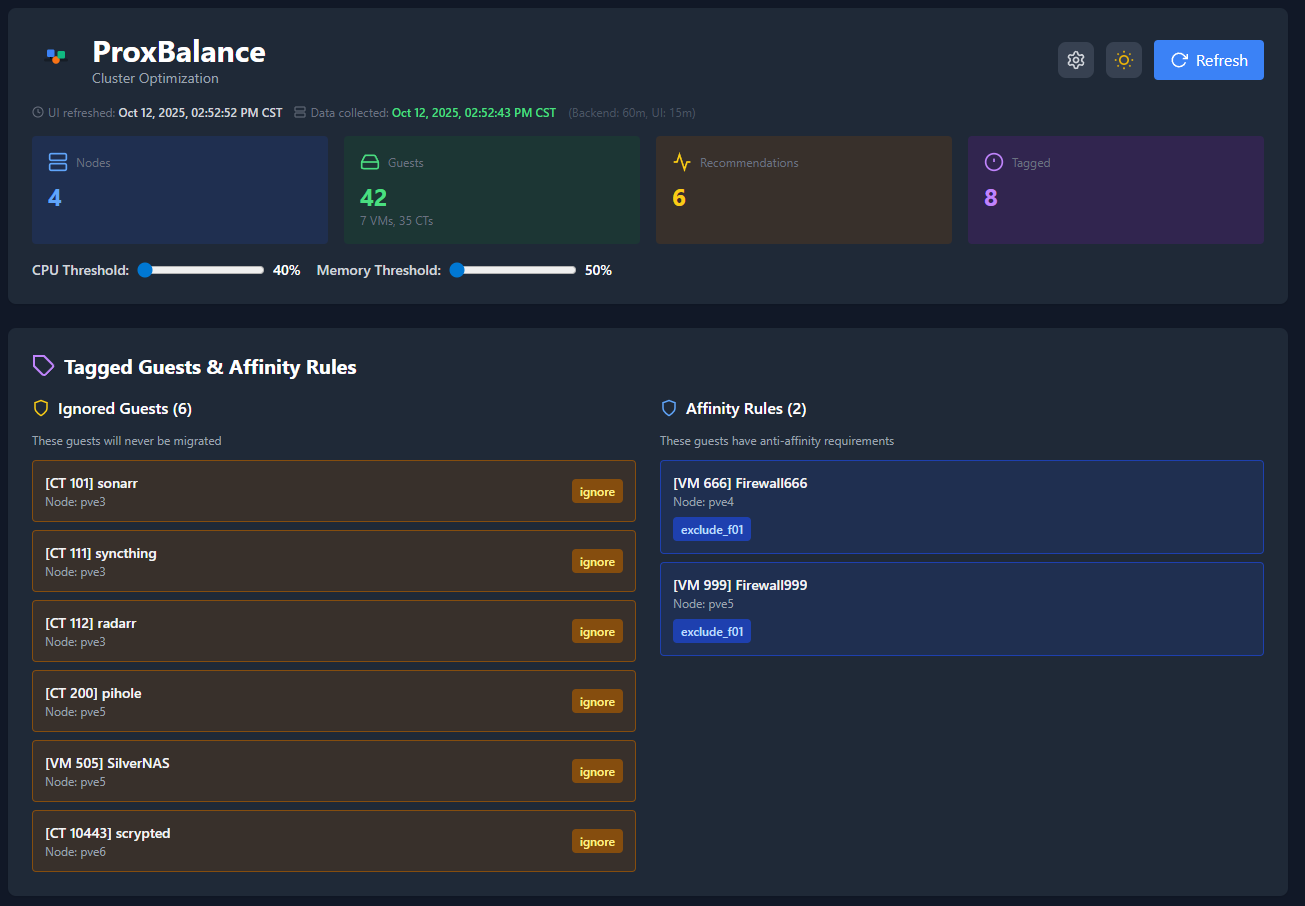 ProxBalance
Cluster Optimization
Refresh
UI refreshed: Oct 12, 2025, 02:52:52 PM CST Data collected: Oct 12, 2025, 02:52:43 PM CST (Backend: 60m, UI: 15m)
Nodes
4
Guests
42
7 VMs, 35 CTs
Recommendations
6
Tagged
8
CPU Threshold: 40% Memory Threshold: 50%
Tagged Guests & Affinity Rules
Ignored Guests (6)
These guests will never be migrated
[CT 101] sonarr
Node: pve3
ignore
[CT 111] syncthing
Node: pve3
ignore
[CT 112] radarr
Node: pve3
ignore
[CT 200] pihole
Node: pve5
ignore
[VM 505] SilverNAS
Node: pve5
ignore
[CT 10443] scrypted
Node: pve6
ignore
Affinity Rules (2)
These guests have anti-affinity requirements
[VM 666] Firewall666
Node: pve4
exclude_f01
[VM 999] Firewall999
Node: pve5
exclude_f01